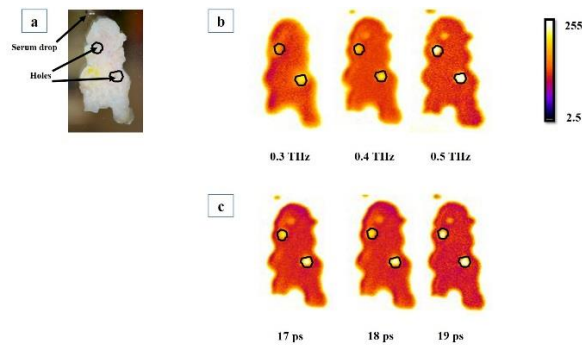 a
Serum drop
Holes
b
0.3 THz
0.4 THz
0.5 THz
255
2.5
c
17 ps
18 ps
19 ps